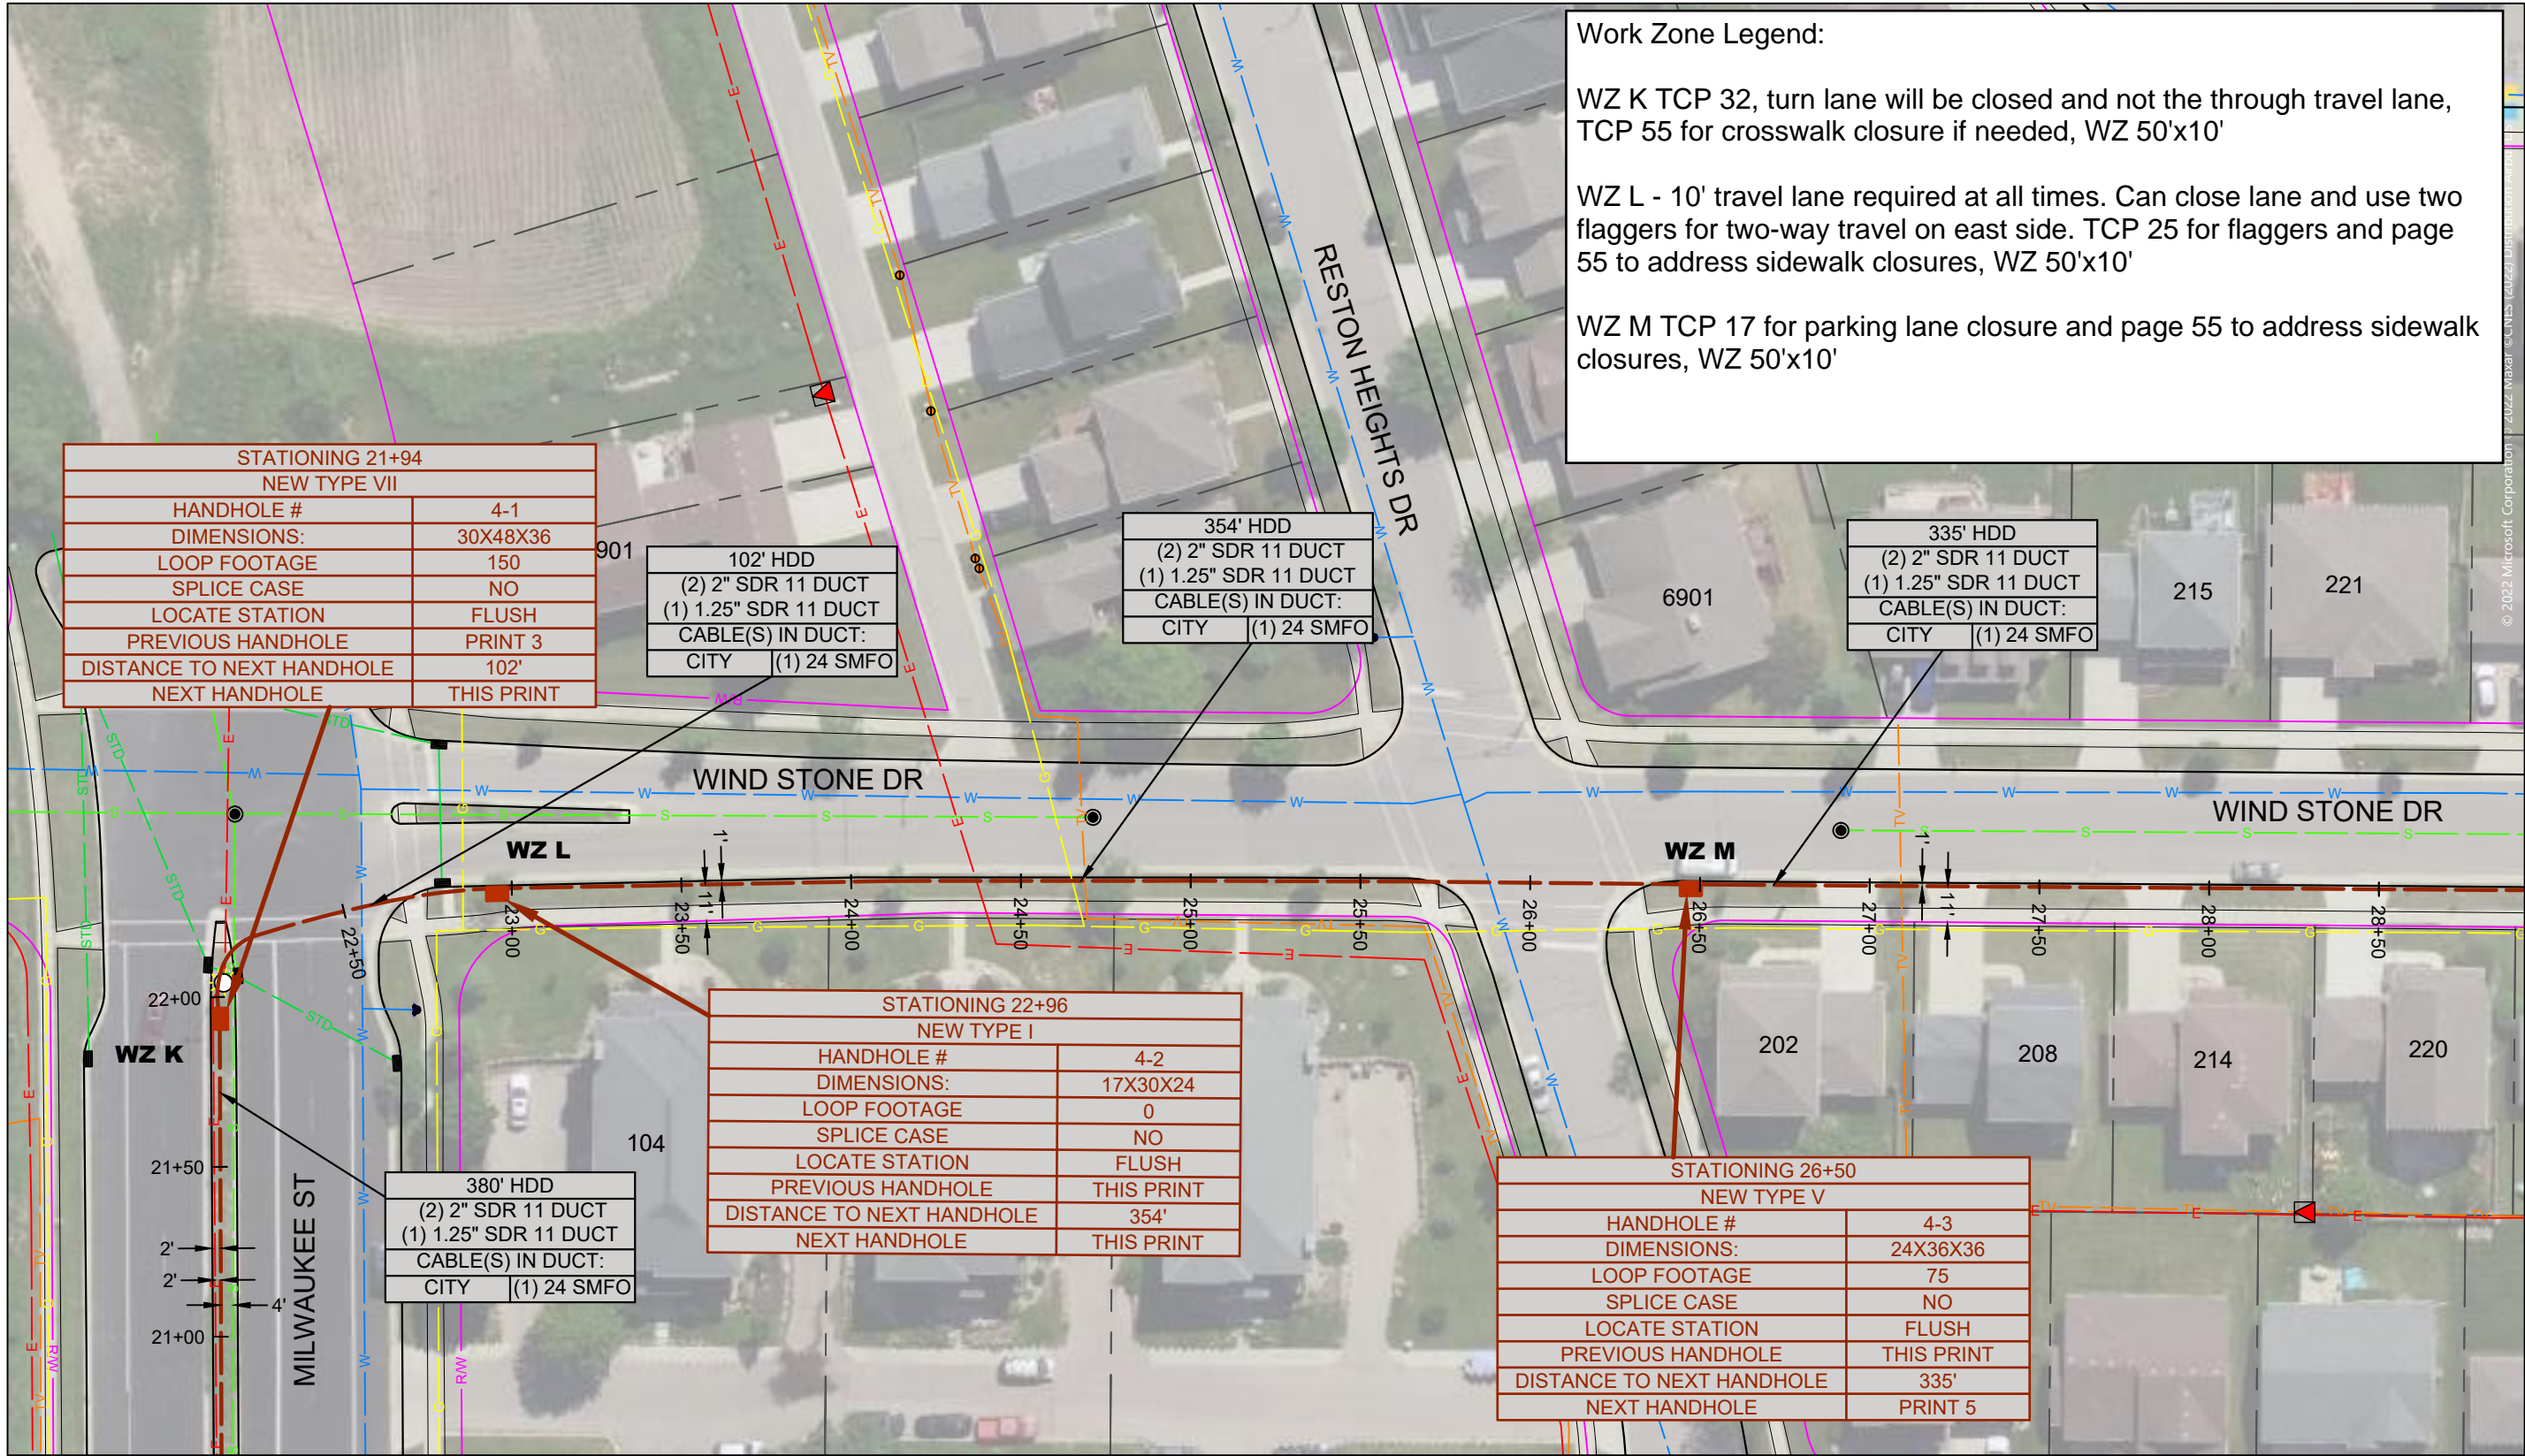 Work Zone Legend:
WZ K TCP 32, turn lane will be closed and not the through travel lane,
TCP 55 for crosswalk closure if needed, WZ 50'x10'
WZ L - 10' travel lane required at all times. Can close lane and use two
flaggers for two-way travel on east side. TCP 25 for flaggers and page
55 to address sidewalk closures, WZ 50'x10'
WZ M TCP 17 for parking lane closure and page 55 to address sidewalk
closures, WZ 50'x10'
RESTON HEIGHTS DR
STATIONING 21+94
NEW TYPE VII
HANDHOLE # 4-1
DIMENSIONS: 30X48X36
LOOP FOOTAGE 150
SPLICE CASE NO
LOCATE STATION FLUSH
PREVIOUS HANDHOLE PRINT 3
DISTANCE TO NEXT HANDHOLE 102'
NEXT HANDHOLE THIS PRINT
901
102' HDD
(2) 2" SDR 11 DUCT
(1) 1.25" SDR 11 DUCT
CABLE(S) IN DUCT:
CITY (1) 24 SMFO
354' HDD
(2) 2" SDR 11 DUCT
(1) 1.25" SDR 11 DUCT
CABLE(S) IN DUCT:
CITY (1) 24 SMFO
6901
335' HDD
(2) 2" SDR 11 DUCT
(1) 1.25" SDR 11 DUCT
CABLE(S) IN DUCT:
CITY (1) 24 SMFO
215
221
WIND STONE DR
WIND STONE DR
WZ L
WZ M
1'
11'
1'
11'
22+50
23+00
23+50
24+00
24+50
25+00
25+50
26+00
26+50
27+00
27+50
28+00
28+50
22+00
WZ K
21+50
2'
2'
4'
21+00
MILWAUKEE ST
R/W
R/W
R/W
104
202
208
214
220
380' HDD
(2) 2" SDR 11 DUCT
(1) 1.25" SDR 11 DUCT
CABLE(S) IN DUCT:
CITY (1) 24 SMFO
STATIONING 22+96
NEW TYPE I
HANDHOLE # 4-2
DIMENSIONS: 17X30X24
LOOP FOOTAGE 0
SPLICE CASE NO
LOCATE STATION FLUSH
PREVIOUS HANDHOLE THIS PRINT
DISTANCE TO NEXT HANDHOLE 354'
NEXT HANDHOLE THIS PRINT
STATIONING 26+50
NEW TYPE V
HANDHOLE # 4-3
DIMENSIONS: 24X36X36
LOOP FOOTAGE 75
SPLICE CASE NO
LOCATE STATION FLUSH
PREVIOUS HANDHOLE THIS PRINT
DISTANCE TO NEXT HANDHOLE 335'
NEXT HANDHOLE PRINT 5
© 2022 Microsoft Corporation © 2022 Maxar ©CNES (2022) Distribution Airbus